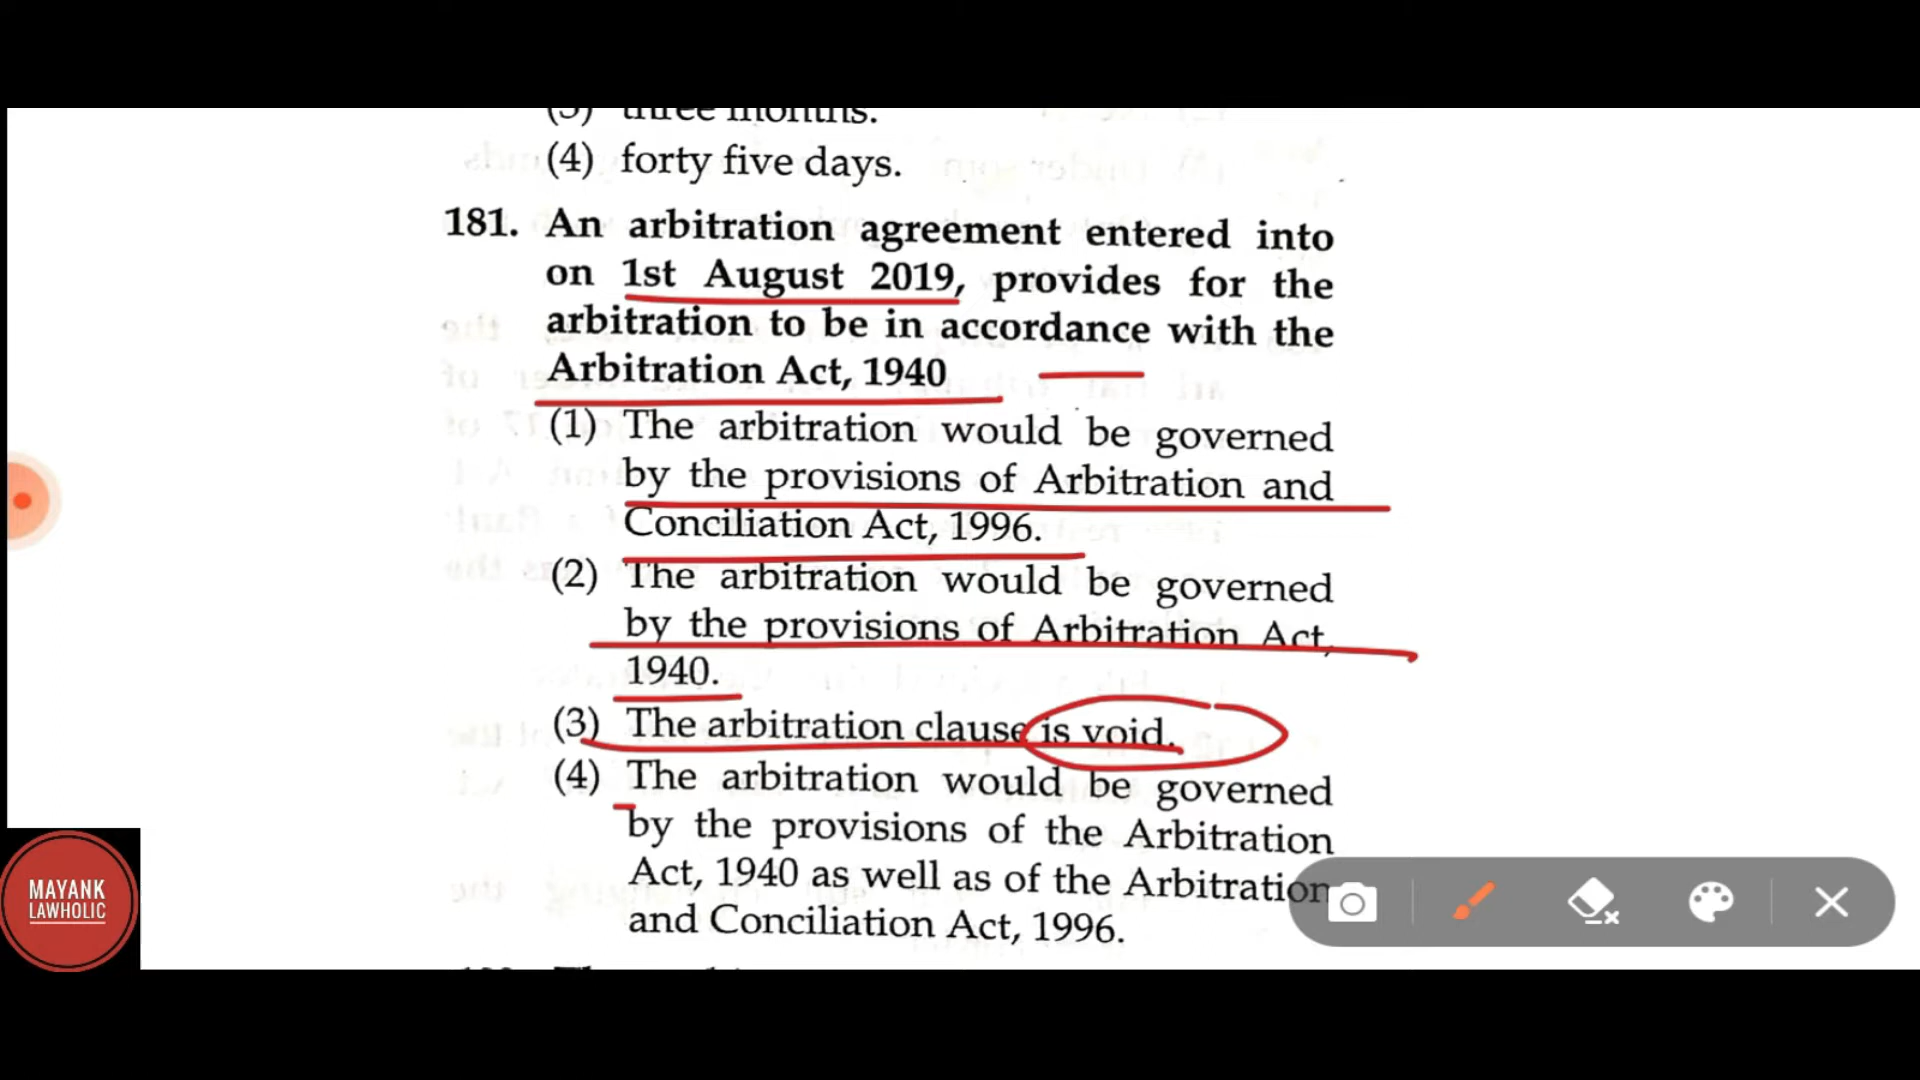 (3) three months.
(4) forty five days.
181. An arbitration agreement entered into
on 1st August 2019, provides for the
arbitration to be in accordance with the
Arbitration Act, 1940
(1) The arbitration would be governed
by the provisions of Arbitration and
Conciliation Act, 1996.
(2) The arbitration would be governed
by the provisions of Arbitration Act,
1940.
(3) The arbitration clause is void.
(4) The arbitration would be governed
by the provisions of the Arbitration
Act, 1940 as well as of the Arbitration
and Conciliation Act, 1996.
MAYANK
LAWHOLIC